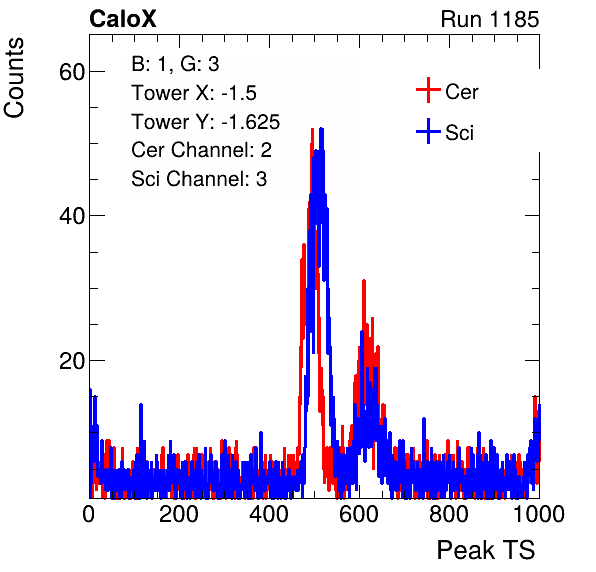 CaloX
Run 1185
Counts
B: 1, G: 3
Tower X: -1.5
Tower Y: -1.625
Cer Channel: 2
Sci Channel: 3
Cer
Sci
60
40
20
0 200 400 600 800 1000
Peak TS